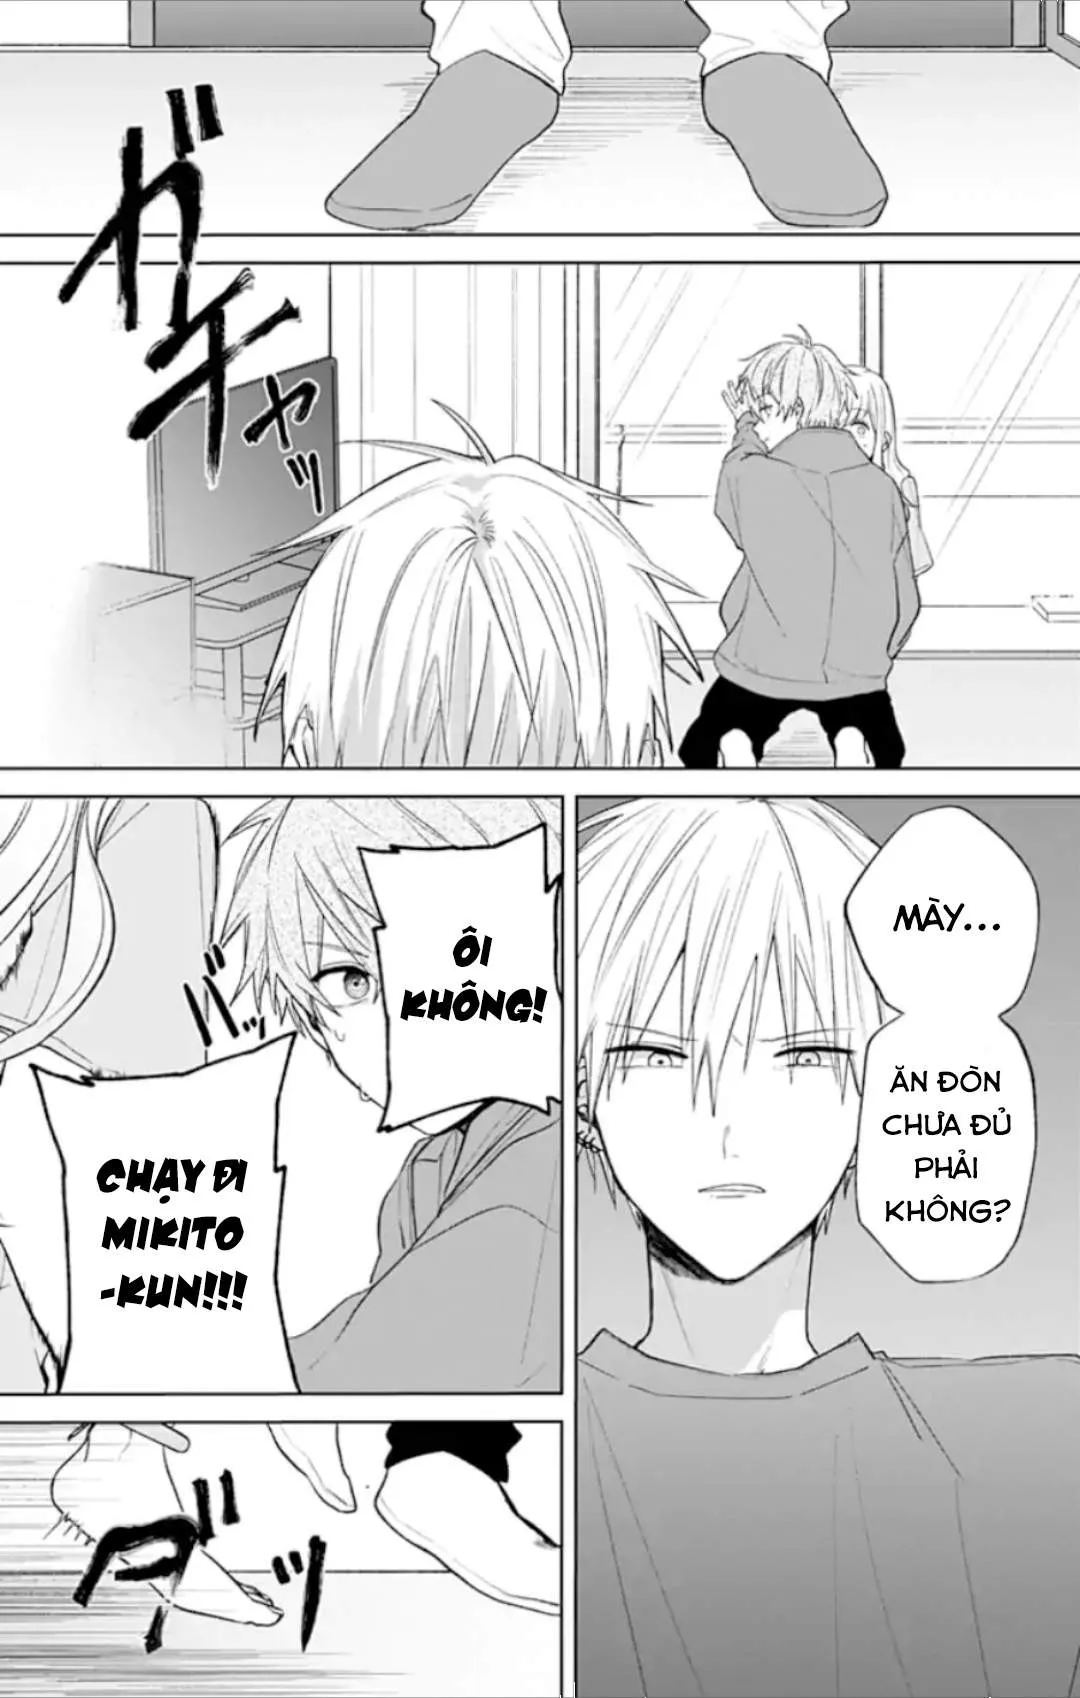 ガチャッ
MÀY...
ĂN ĐÒN
CHƯA ĐỦ
PHẢI
KHÔNG?
ÔI
KHÔNG!
バッ
CHẠY ĐI
MIKITO
-KUN!!!
ダッ